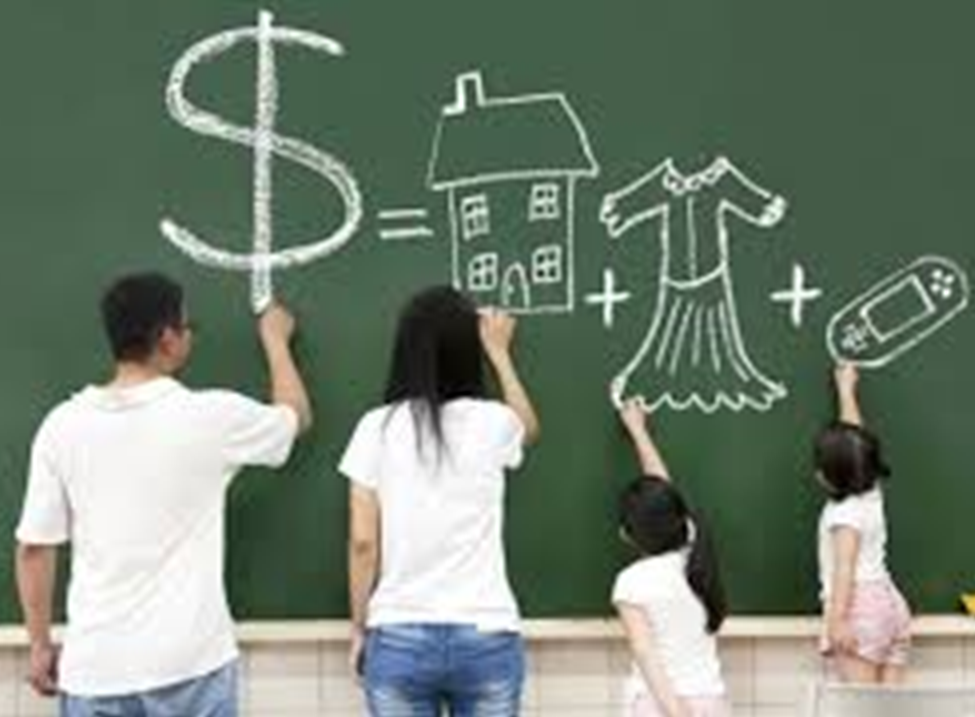 $ = + +